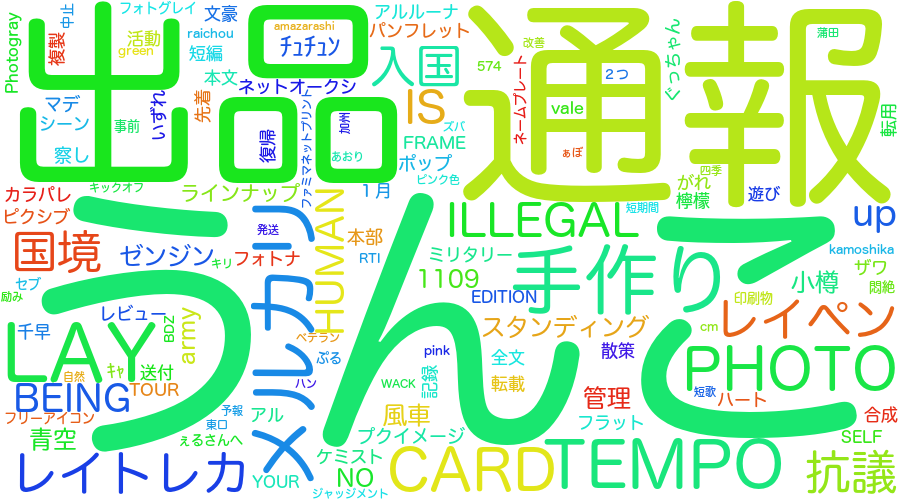 出品
通報
うんこ
フォトグレイ
中止
文豪
アルルーナ
amazarashi
raichou
パンフレット
改善
蒲田
Photogray
複製
活動
green
短編
ﾁｭﾁｭﾝ
入国
574
2つ
ぐっちゃん
本文
ネットオークシ
IS
ネームプレート
vale
マデ
シーン
事前
いずれ
先着
復帰
ファミマネットプリント
加州
FRAME
ズバ
転用
察し
あおり
ポップ
ぁぽ
四季
キックオフ
ピンク色
がれ
カラパレ
ラインナップ
1月
檸檬
遊び
ピクシブ
HUMAN
ILLEGAL
短期間
up
国境
ゼンジン
メルカリ
発送
本部
ミリタリー
手作り
kamoshika
フォトナ
RTI
ザワ
セブ
キリ
1109
小樽
悶絶
励み
EDITION
印刷物
千早
レビュー
BDZ
army
ベテラン
スタンディング
cm
レイペン
LAY
ぷる
pink
全文
散策
PHOTO
自然
ｷｬ
送付
ハン
WACK
記録
転載
短歌
BEING
TOUR
アル
管理
ハート
フリーアイコン
予報
風車
フラット
合成
青空
東口
ぇるさんへ
プクイメージ
SELF
レイトレカ
ケミスト
CARD
TEMPO
抗議
YOUR
NO
ジャッジメント